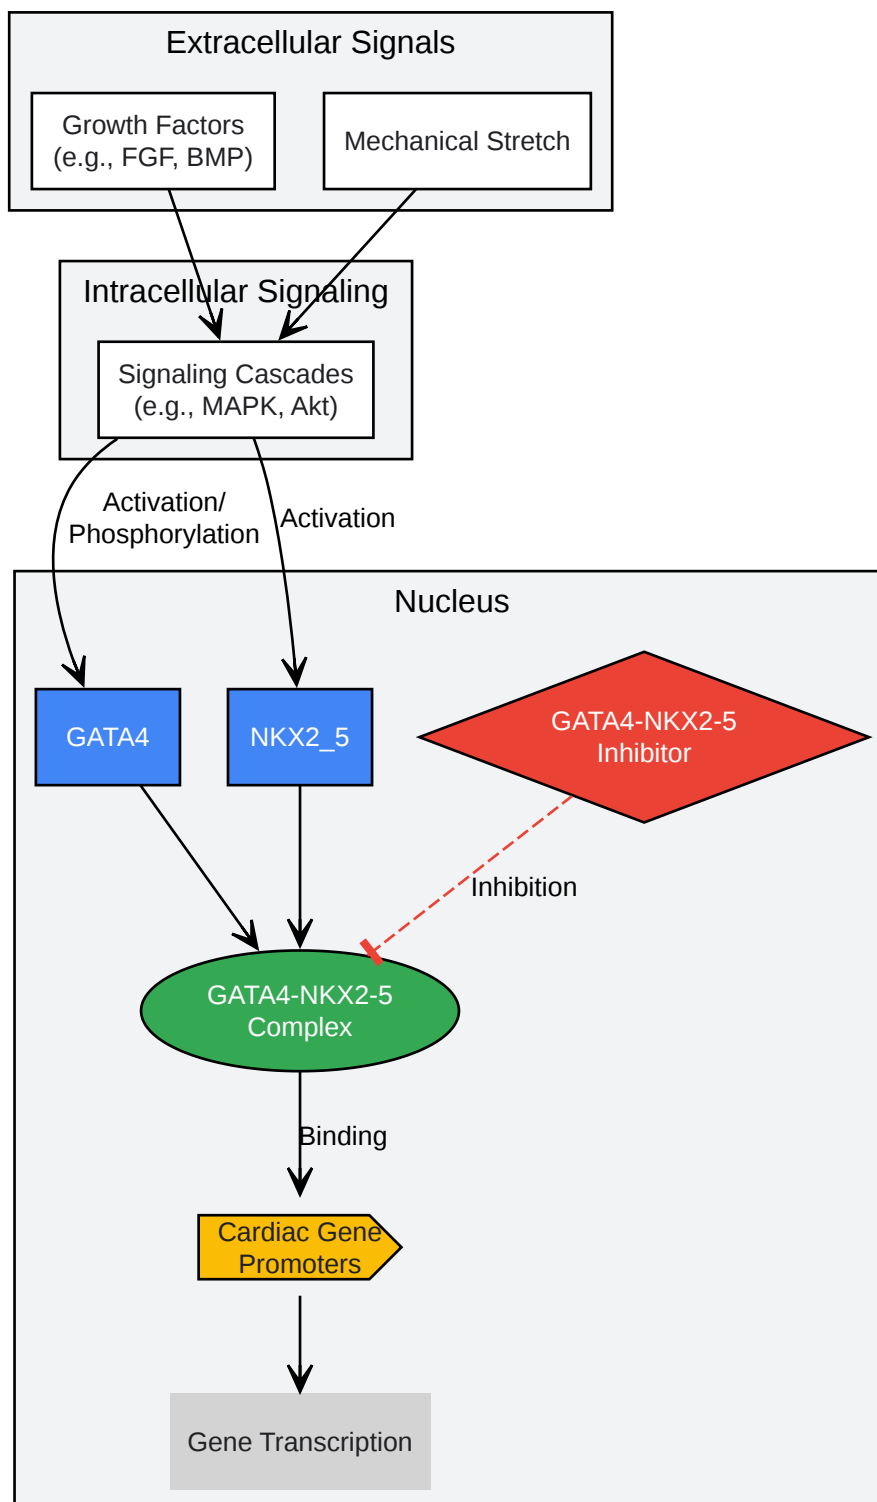 Extracellular Signals
Growth Factors
(e.g., FGF, BMP)
Mechanical Stretch
Intracellular Signaling
Signaling Cascades
(e.g., MAPK, Akt)
Activation/
Phosphorylation
Activation
Nucleus
GATA4
NKX2_5
GATA4-NKX2-5
Inhibitor
Inhibition
GATA4-NKX2-5
Complex
Binding
Cardiac Gene
Promoters
Gene Transcription